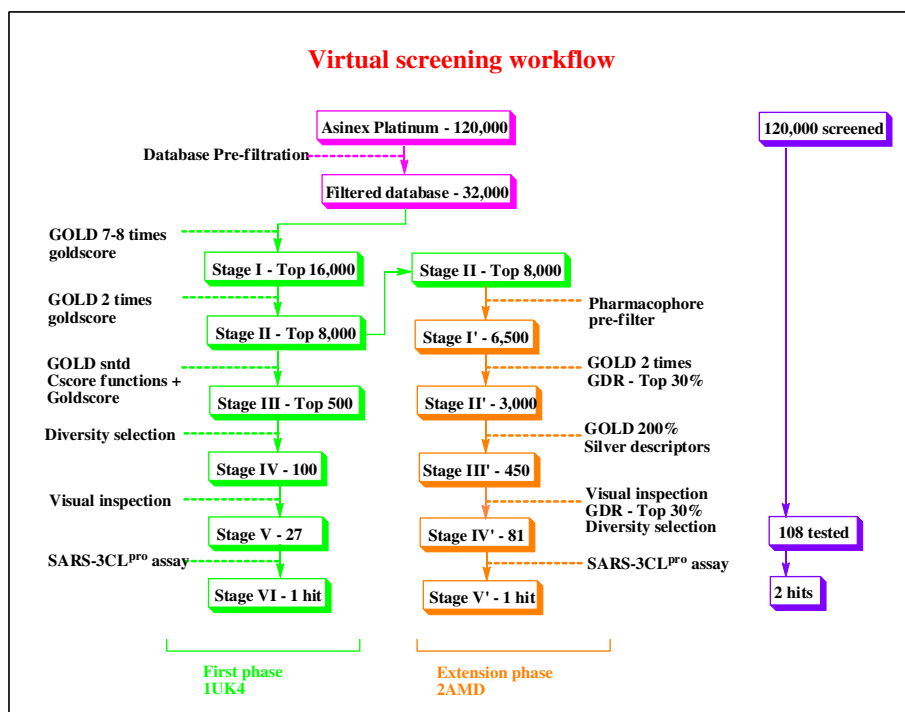 Virtual screening workflow
Asinex Platinum - 120,000
120,000 screened
Database Pre-filtration
Filtered database - 32,000
GOLD 7-8 times
goldscore
Stage I - Top 16,000
Stage II - Top 8,000
GOLD 2 times
goldscore
Pharmacophore
pre-filter
Stage II - Top 8,000
Stage I' - 6,500
GOLD sntd
Cscore functions +
Goldscore
GOLD 2 times
GDR - Top 30%
Stage III - Top 500
Stage II' - 3,000
Diversity selection
GOLD 200%
Silver descriptors
Stage IV - 100
Stage III' - 450
Visual inspection
Visual inspection
GDR - Top 30%
Diversity selection
Stage V - 27
Stage IV' - 81
108 tested
SARS-3CLpro assay
SARS-3CLpro assay
Stage VI - 1 hit
Stage V' - 1 hit
2 hits
First phase
1UK4
Extension phase
2AMD